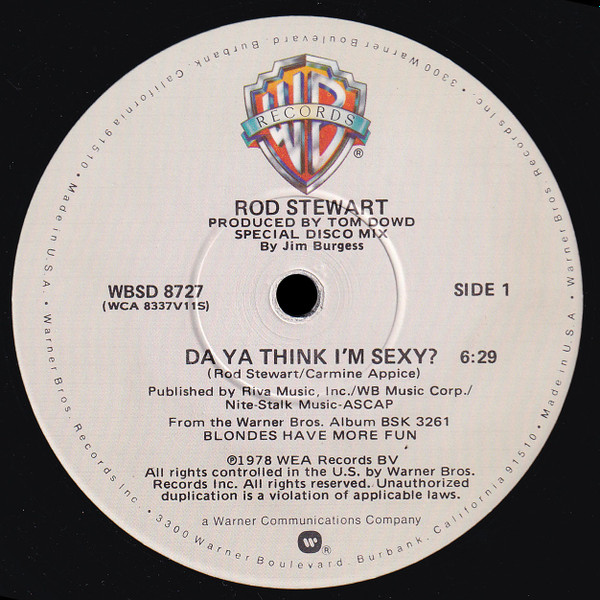 WB
RECORDS
®
ROD STEWART
PRODUCED BY TOM DOWD
SPECIAL DISCO MIX
By Jim Burgess
WBSD 8727
(WCA 8337V11S)
SIDE 1
DA YA THINK I'M SEXY? 6:29
(Rod Stewart/Carmine Appice)
Published by Riva Music, Inc./WB Music Corp./
Nite-Stalk Music-ASCAP
From the Warner Bros. Album BSK 3261
BLONDES HAVE MORE FUN
℗1978 WEA Records BV
All rights controlled in the U.S. by Warner Bros.
Records Inc. All rights reserved. Unauthorized
duplication is a violation of applicable laws.
a Warner Communications Company
W ®
Warner Bros. Records Inc. • 3300 Warner Boulevard. Burbank. California 91510 • Made in U.S.A. • Warner Bros. Records Inc. • 3300 Warner Boulevard. Burbank. California 91510 • Made in U.S.A. •